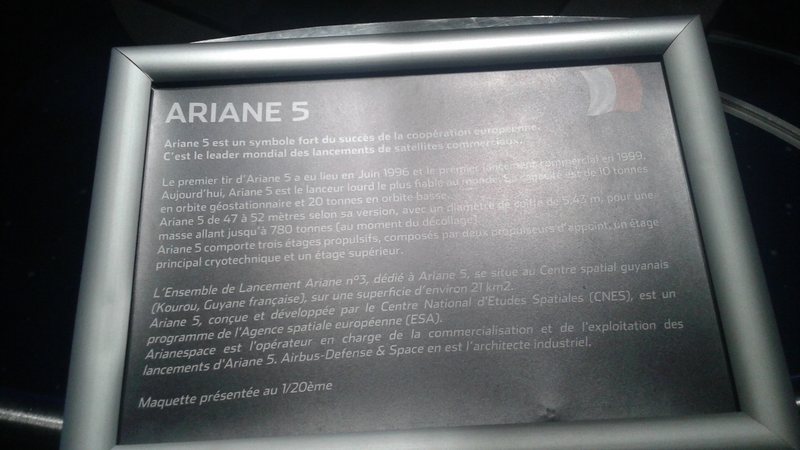 ARIANE 5
Ariane 5 est un symbole fort du succès de la coopération européenne.
C'est le leader mondial des lancements de satellites commerciaux.
Le premier tir d'Ariane 5 a eu lieu en Juin 1996 et le premier lancement commercial en 1999.
Aujourd'hui, Ariane 5 est le lanceur lourd le plus fiable au monde. Sa capacité est de 10 tonnes
en orbite géostationnaire et 20 tonnes en orbite basse.
Ariane 5 de 47 à 52 mètres selon sa version, avec un diamètre de coiffe de 5,43 m, pour une
masse allant jusqu'à 780 tonnes (au moment du décollage).
Ariane 5 comporte trois étages propulsifs, composés par deux propulseurs d'appoint, un étage
principal cryotechnique et un étage supérieur.
L'Ensemble de Lancement Ariane n°3, dédié à Ariane 5, se situe au Centre spatial guyanais
(Kourou, Guyane française), sur une superficie d'environ 21 km2.
Ariane 5, conçue et développée par le Centre National d'Etudes Spatiales (CNES), est un
programme de l'Agence spatiale européenne (ESA).
Arianespace est l'opérateur en charge de la commercialisation et de l'exploitation des
lancements d'Ariane 5. Airbus-Defense & Space en est l'architecte industriel.
Maquette présentée au 1/20ème